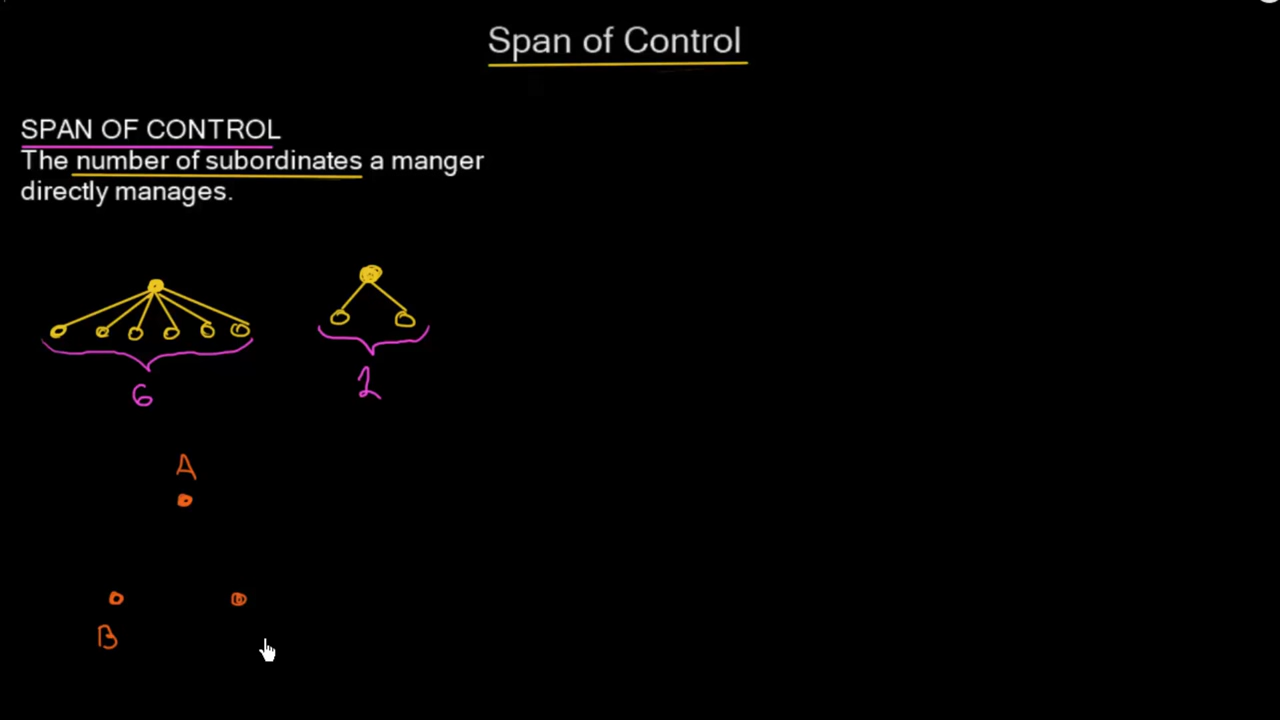 Span of Control
SPAN OF CONTROL
The number of subordinates a manger
directly manages.
6 2
A
B